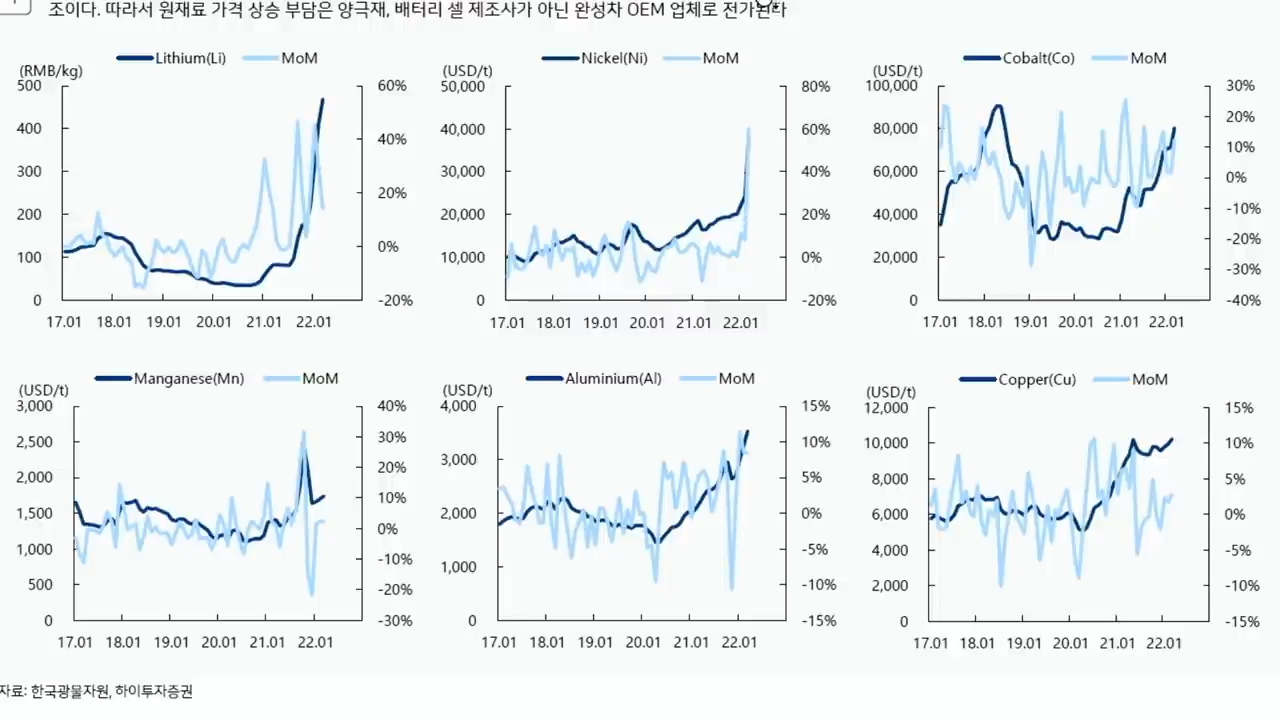 조이다. 따라서 원재료 가격 상승 부담은 양극재, 배터리 셀 제조사가 아닌 완성차 OEM 업체로 전가된다
Lithium(Li) MoM
(RMB/kg)
500 60%
400 40%
300
20%
200
0%
100
0 -20%
17.01 18.01 19.01 20.01 21.01 22.01
Nickel(Ni) MoM
(USD/t)
50,000 80%
40,000 60%
30,000 40%
20,000 20%
10,000 0%
0 -20%
17.01 18.01 19.01 20.01 21.01 22.01
Cobalt(Co) MoM
(USD/t)
100,000 30%
20%
80,000
10%
60,000 0%
40,000 -10%
-20%
20,000
-30%
0 -40%
17.01 18.01 19.01 20.01 21.01 22.01
Manganese(Mn) MoM
(USD/t)
3,000 40%
2,500 30%
20%
2,000
10%
1,500
0%
1,000 -10%
500 -20%
0 -30%
17.01 18.01 19.01 20.01 21.01 22.01
Aluminium(Al) MoM
(USD/t)
4,000 15%
10%
3,000
5%
2,000 0%
-5%
1,000
-10%
0 -15%
17.01 18.01 19.01 20.01 21.01 22.01
Copper(Cu) MoM
(USD/t)
12,000 15%
10,000 10%
8,000 5%
6,000 0%
4,000 -5%
2,000 -10%
0 -15%
17.01 18.01 19.01 20.01 21.01 22.01
자료: 한국광물자원, 하이투자증권